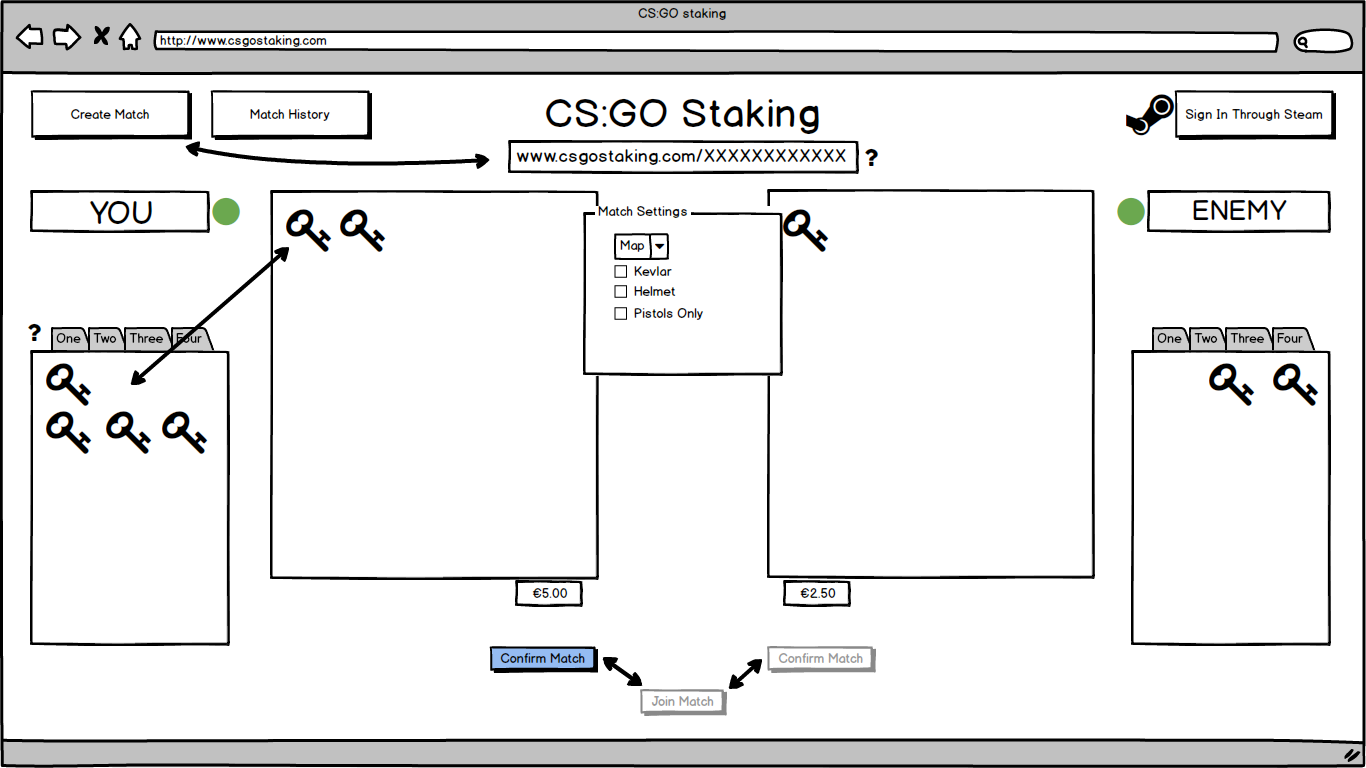 CS:GO staking
http://www.csgostaking.com
Create Match
Match History
CS:GO Staking
Sign In Through Steam
www.csgostaking.com/XXXXXXXXXXXX ?
YOU
ENEMY
Match Settings
Map
Kevlar
Helmet
Pistols Only
? One Two Three Four
One Two Three Four
€5.00
€2.50
Confirm Match
Confirm Match
Join Match